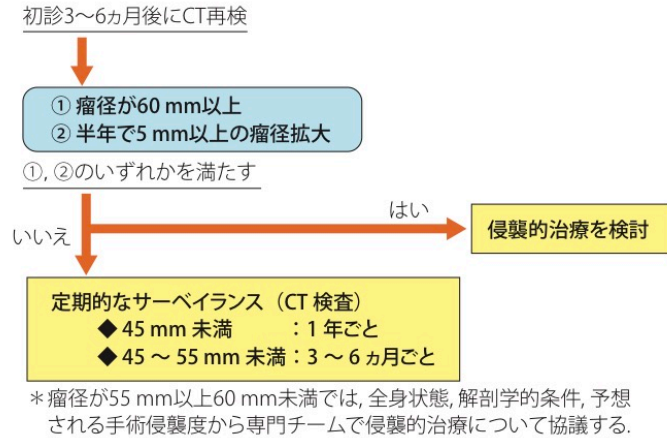 初診3〜6ヵ月後にCT再検
① 瘤径が60 mm以上
② 半年で5 mm以上の瘤径拡大
①, ②のいずれかを満たす
はい
いいえ
侵襲的治療を検討
定期的なサーベイランス（CT 検査）
◆ 45 mm 未満　　　：1 年ごと
◆ 45 〜 55 mm 未満：3 〜 6 ヵ月ごと
＊瘤径が55 mm以上60 mm未満では, 全身状態, 解剖学的条件, 予想
される手術侵襲度から専門チームで侵襲的治療について協議する.